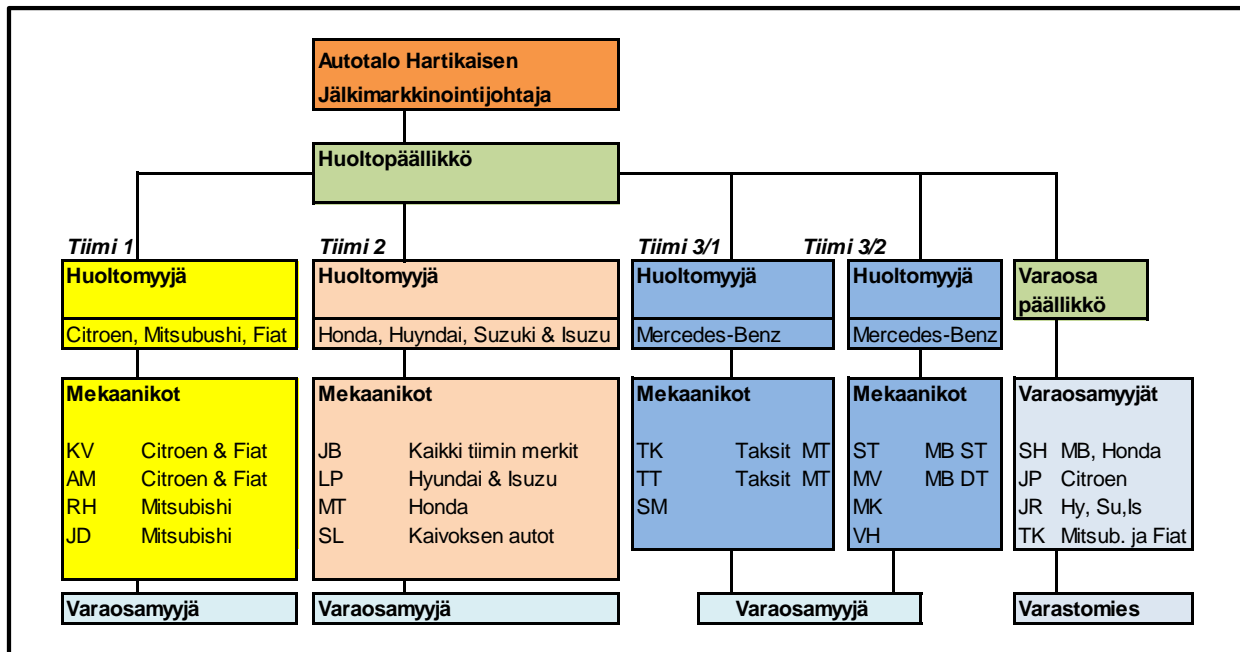 Autotalo Hartikaisen
Jälkimarkkinointijohtaja
Huoltopäällikkö
Tiimi 1
Huoltomyyjä
Citroen, Mitsubushi, Fiat
Mekaanikot
KV Citroen & Fiat
AM Citroen & Fiat
RH Mitsubishi
JD Mitsubishi
Varaosamyyjä
Tiimi 2
Huoltomyyjä
Honda, Huyndai, Suzuki & Isuzu
Mekaanikot
JB Kaikki tiimin merkit
LP Hyundai & Isuzu
MT Honda
SL Kaivoksen autot
Varaosamyyjä
Tiimi 3/1
Huoltomyyjä
Mercedes-Benz
Mekaanikot
TK Taksit MT
TT Taksit MT
SM
Tiimi 3/2
Huoltomyyjä
Mercedes-Benz
Mekaanikot
ST MB ST
MV MB DT
MK
VH
Varaosamyyjä
Varaosa
päällikkö
Varaosamyyjät
SH MB, Honda
JP Citroen
JR Hy, Su,Is
TK Mitsub. ja Fiat
Varastomies